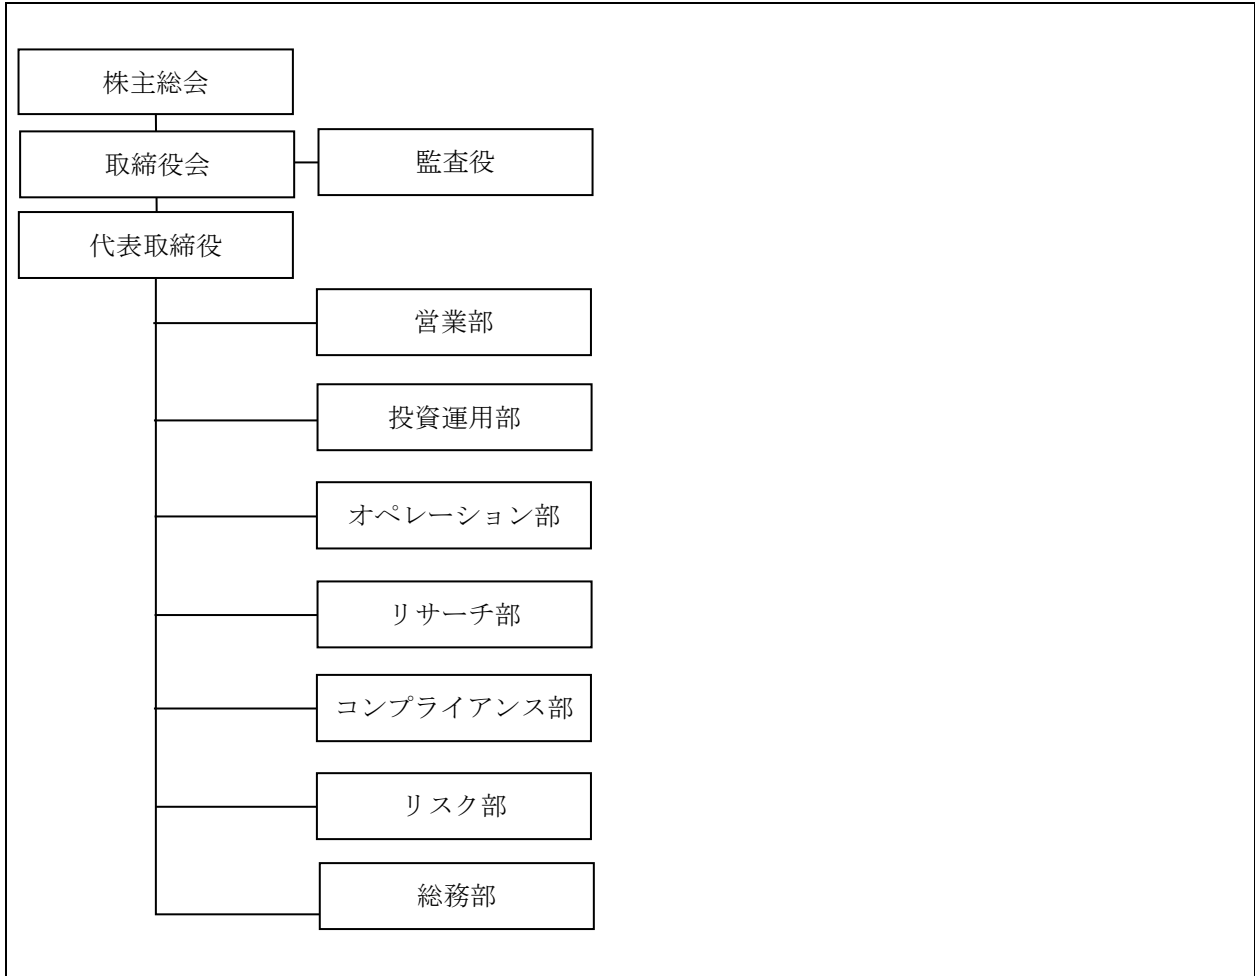 株主総会
取締役会
監査役
代表取締役
営業部
投資運用部
オペレーション部
リサーチ部
コンプライアンス部
リスク部
総務部